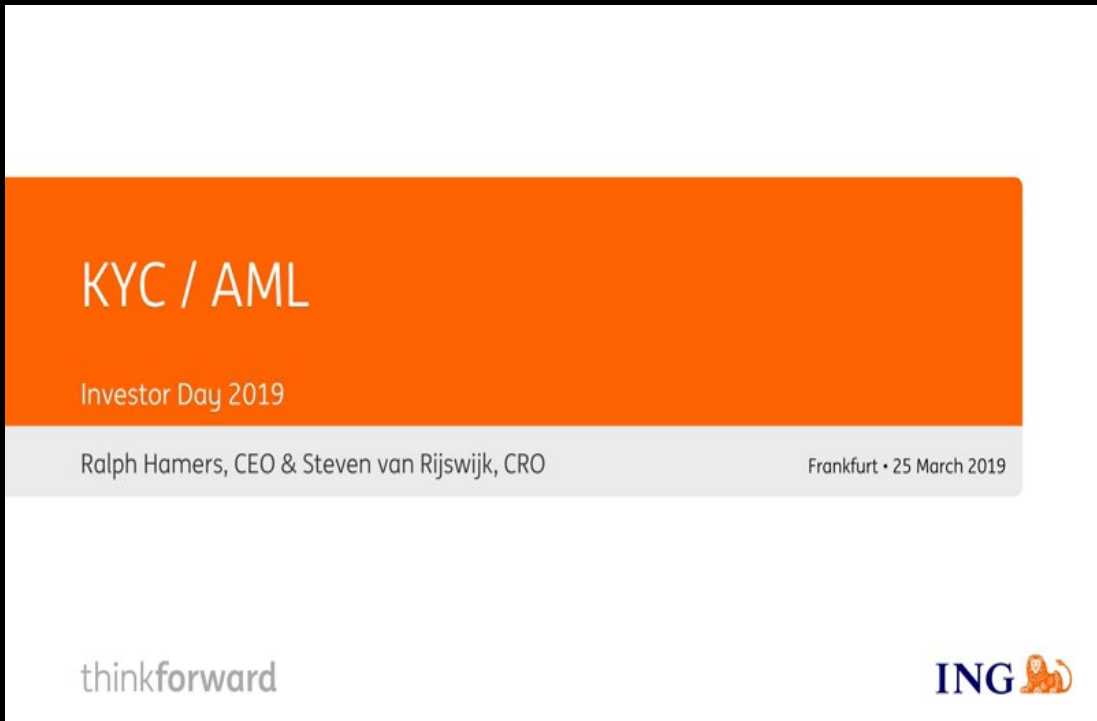 KYC / AML
Investor Day 2019
Ralph Hamers, CEO & Steven van Rijswijk, CRO
Frankfurt • 25 March 2019
thinkforward
ING